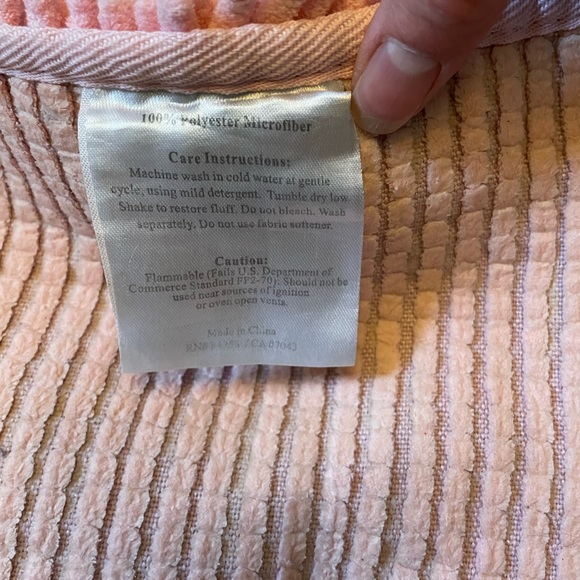 100% Polyester Microfiber
Care Instructions:
Machine wash in cold water at gentle
cycle, using mild detergent. Tumble dry low.
Shake to restore fluff. Do not bleach. Wash
separately. Do not use fabric softener.
Caution:
Flammable (Fails U.S. Department of
Commerce Standard FF2-70): Should not be
used near sources of ignition
or oven open vents.
Made in China